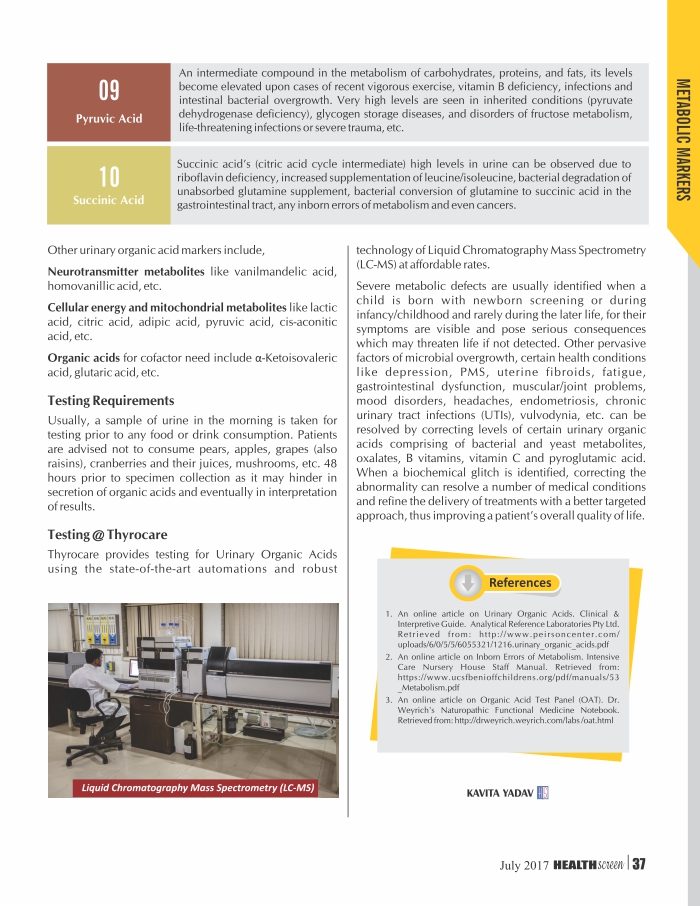 METABOLIC MARKERS
09
Pyruvic Acid
An intermediate compound in the metabolism of carbohydrates, proteins, and fats, its levels
become elevated upon cases of recent vigorous exercise, vitamin B deficiency, infections and
intestinal bacterial overgrowth. Very high levels are seen in inherited conditions (pyruvate
dehydrogenase deficiency), glycogen storage diseases, and disorders of fructose metabolism,
life-threatening infections or severe trauma, etc.
10
Succinic Acid
Succinic acid's (citric acid cycle intermediate) high levels in urine can be observed due to
riboflavin deficiency, increased supplementation of leucine/isoleucine, bacterial degradation of
unabsorbed glutamine supplement, bacterial conversion of glutamine to succinic acid in the
gastrointestinal tract, any inborn errors of metabolism and even cancers.
Other urinary organic acid markers include,
Neurotransmitter metabolites like vanilmandelic acid,
homovanillic acid, etc.
Cellular energy and mitochondrial metabolites like lactic
acid, citric acid, adipic acid, pyruvic acid, cis-aconitic
acid, etc.
Organic acids for cofactor need include α-Ketoisovaleric
acid, glutaric acid, etc.
Testing Requirements
Usually, a sample of urine in the morning is taken for
testing prior to any food or drink consumption. Patients
are advised not to consume pears, apples, grapes (also
raisins), cranberries and their juices, mushrooms, etc. 48
hours prior to specimen collection as it may hinder in
secretion of organic acids and eventually in interpretation
of results.
Testing @ Thyrocare
Thyrocare provides testing for Urinary Organic Acids
using the state-of-the-art automations and robust
Liquid Chromatography Mass Spectrometry (LC-MS)
technology of Liquid Chromatography Mass Spectrometry
(LC-MS) at affordable rates.
Severe metabolic defects are usually identified when a
child is born with newborn screening or during
infancy/childhood and rarely during the later life, for their
symptoms are visible and pose serious consequences
which may threaten life if not detected. Other pervasive
factors of microbial overgrowth, certain health conditions
like depression, PMS, uterine fibroids, fatigue,
gastrointestinal dysfunction, muscular/joint problems,
mood disorders, headaches, endometriosis, chronic
urinary tract infections (UTIs), vulvodynia, etc. can be
resolved by correcting levels of certain urinary organic
acids comprising of bacterial and yeast metabolites,
oxalates, B vitamins, vitamin C and pyroglutamic acid.
When a biochemical glitch is identified, correcting the
abnormality can resolve a number of medical conditions
and refine the delivery of treatments with a better targeted
approach, thus improving a patient's overall quality of life.
References
1. An online article on Urinary Organic Acids. Clinical &
Interpretive Guide. Analytical Reference Laboratories Pty Ltd.
Retrieved from: http://www.peirsoncenter.com/
uploads/6/0/5/5/6055321/1216.urinary_organic_acids.pdf
2. An online article on Inborn Errors of Metabolism. Intensive
Care Nursery House Staff Manual. Retrieved from:
https://www.ucsfbenioffchildrens.org/pdf/manuals/53
_Metabolism.pdf
3. An online article on Organic Acid Test Panel (OAT). Dr.
Weyrich's Naturopathic Functional Medicine Notebook.
Retrieved from: http://drweyrich.weyrich.com/labs/oat.html
KAVITA YADAV
July 2017 HEALTHscreen 37